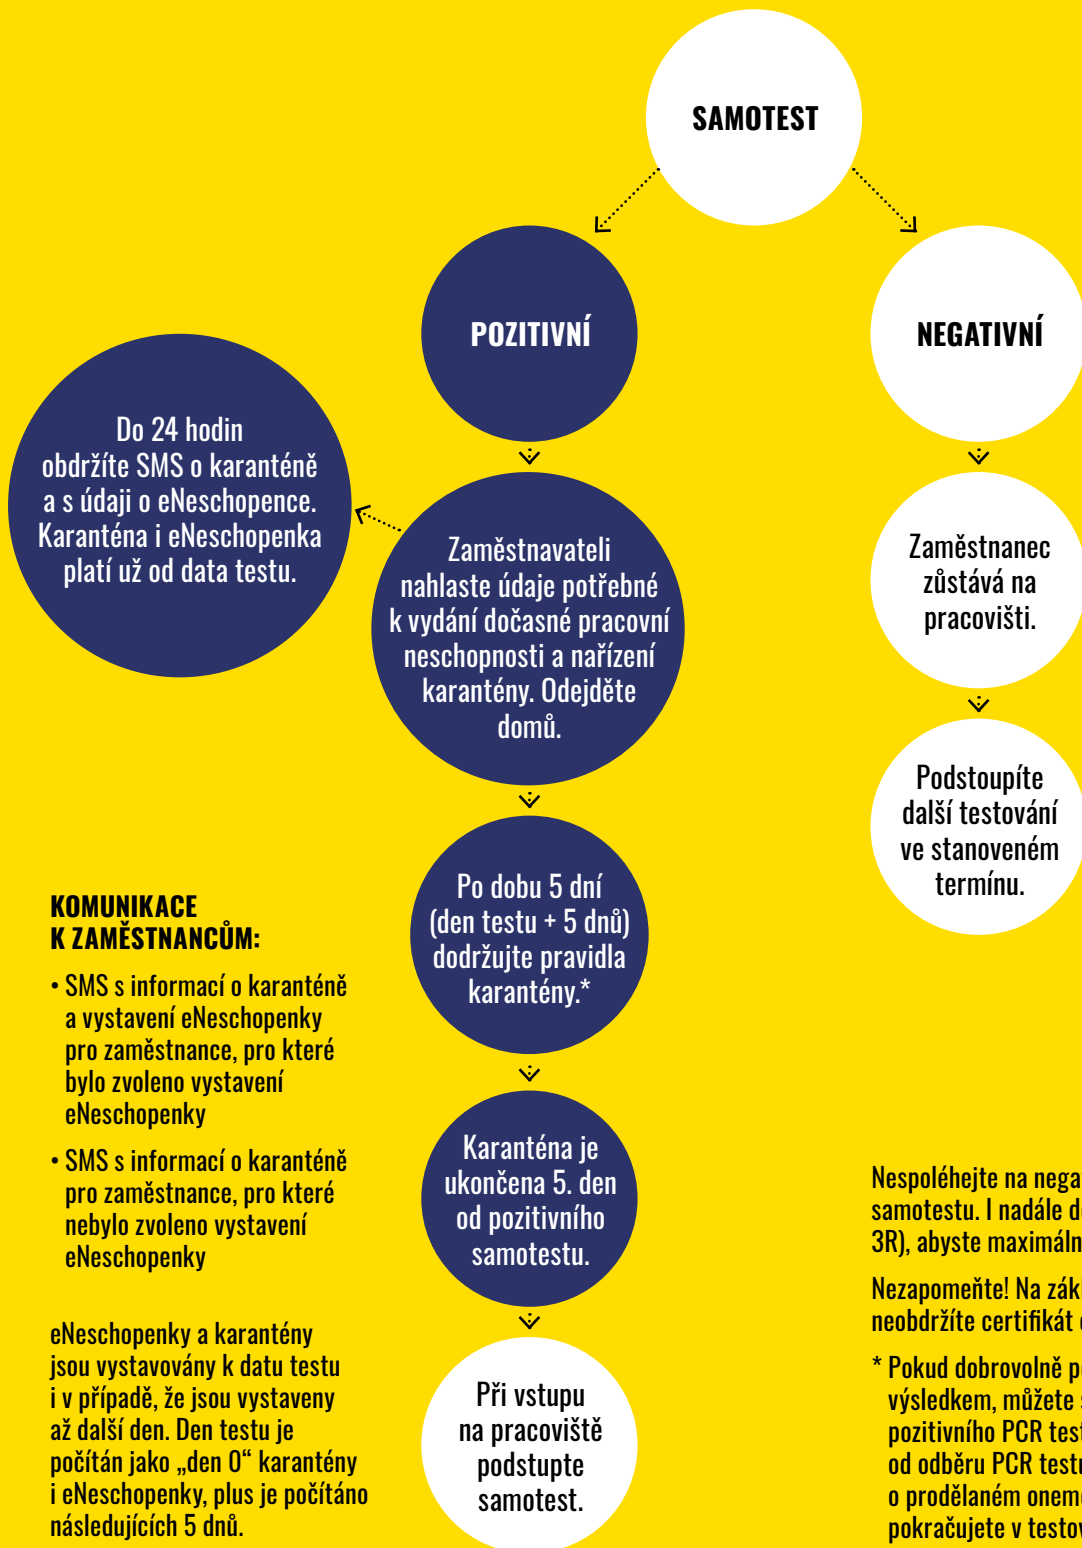 SAMOTEST
POZITIVNÍ
NEGATIVNÍ
Do 24 hodin
obdržíte SMS o karanténě
a s údaji o eNeschopence.
Karanténa i eNeschopenka
platí už od data testu.
Zaměstnavateli
nahlaste údaje potřebné
k vydání dočasné pracovní
neschopnosti a nařízení
karantény. Odejděte
domů.
Zaměstnanec
zůstává na
pracovišti.
Podstoupíte
další testování
ve stanoveném
termínu.
Po dobu 5 dní
(den testu + 5 dnů)
dodržujte pravidla
karantény.*
Karanténa je
ukončena 5. den
od pozitivního
samotestu.
Při vstupu
na pracoviště
podstupte
samotest.
KOMUNIKACE
K ZAMĚSTNANCŮM:
• SMS s informací o karanténě
a vystavení eNeschopenky
pro zaměstnance, pro které
bylo zvoleno vystavení
eNeschopenky
• SMS s informací o karanténě
pro zaměstnance, pro které
nebylo zvoleno vystavení
eNeschopenky
eNeschopenky a karantény
jsou vystavovány k datu testu
i v případě, že jsou vystaveny
až další den. Den testu je
počítán jako „den 0“ karantény
i eNeschopenky, plus je počítáno
následujících 5 dnů.
Nespoléhejte na nega
samotestu. I nadále d
3R), abyste maximáln
Nezapomeňte! Na zák
neobdržíte certifikát
* Pokud dobrovolně p
výsledkem, můžete
pozitivního PCR test
od odběru PCR testu
o prodělaném onem
pokračujete v testov